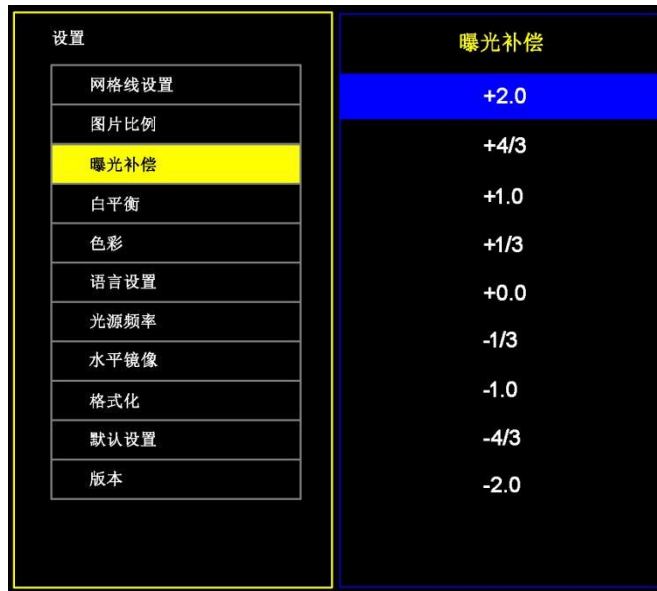 设置
网格线设置
图片比例
曝光补偿
白平衡
色彩
语言设置
光源频率
水平镜像
格式化
默认设置
版本
曝光补偿
+2.0
+4/3
+1.0
+1/3
+0.0
-1/3
-1.0
-4/3
-2.0